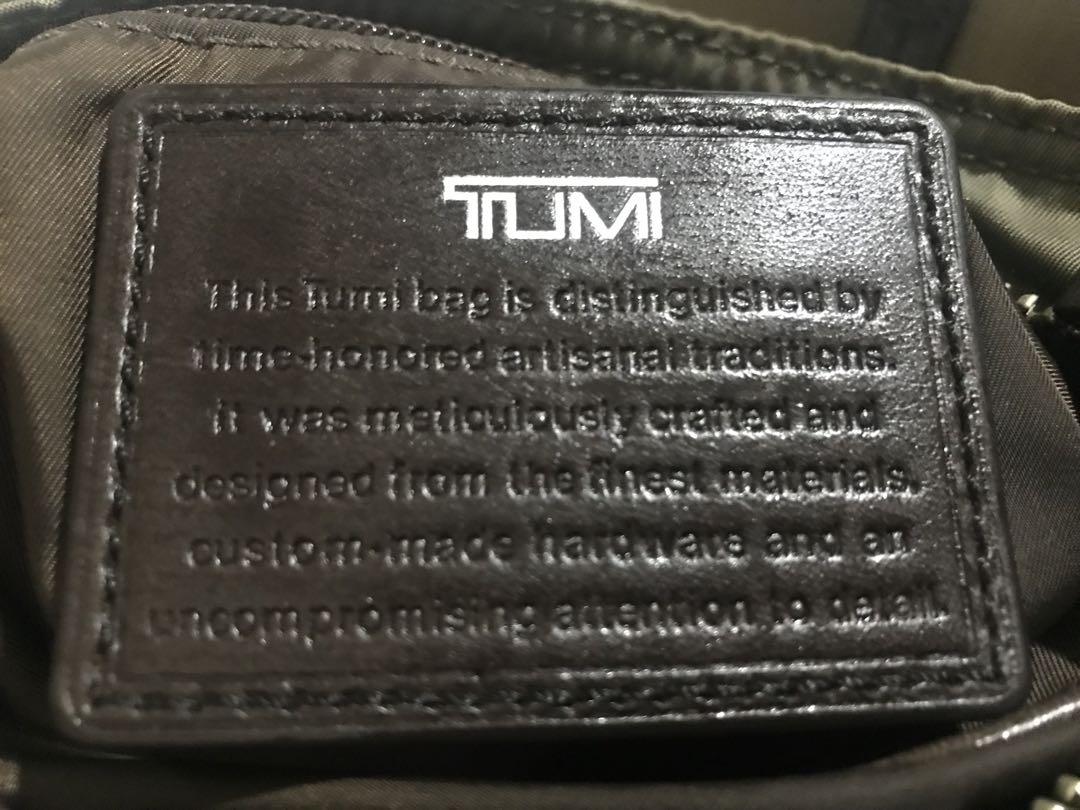 TUMI
This Tumi bag is distinguished by
time-honored artisanal traditions.
It was meticulously crafted and
designed from the finest materials,
custom-made hardware and an
uncompromising attention to detail.